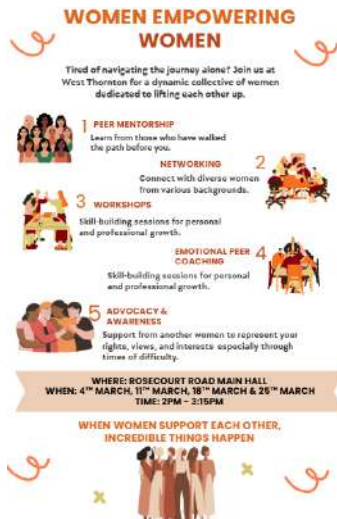 WOMEN EMPOWERING
WOMEN
Tired of navigating the journey alone? Join us at
West Thornton for a dynamic collective of women
dedicated to lifting each other up.
1 PEER MENTORSHIP
Learn from those who have walked
the path before you.
NETWORKING 2
Connect with diverse women
from various backgrounds.
3 WORKSHOPS
Skill-building sessions for personal
and professional growth.
EMOTIONAL PEER 4
COACHING
Skill-building sessions for personal
and professional growth.
5 ADVOCACY &
AWARENESS
Support from another women to represent your
rights, views, and interests especially through
times of difficulty.
WHERE: ROSECOURT ROAD MAIN HALL
WHEN: 4TH MARCH, 11TH MARCH, 18TH MARCH & 25TH MARCH
TIME: 2PM - 3:15PM
WHEN WOMEN SUPPORT EACH OTHER,
INCREDIBLE THINGS HAPPEN